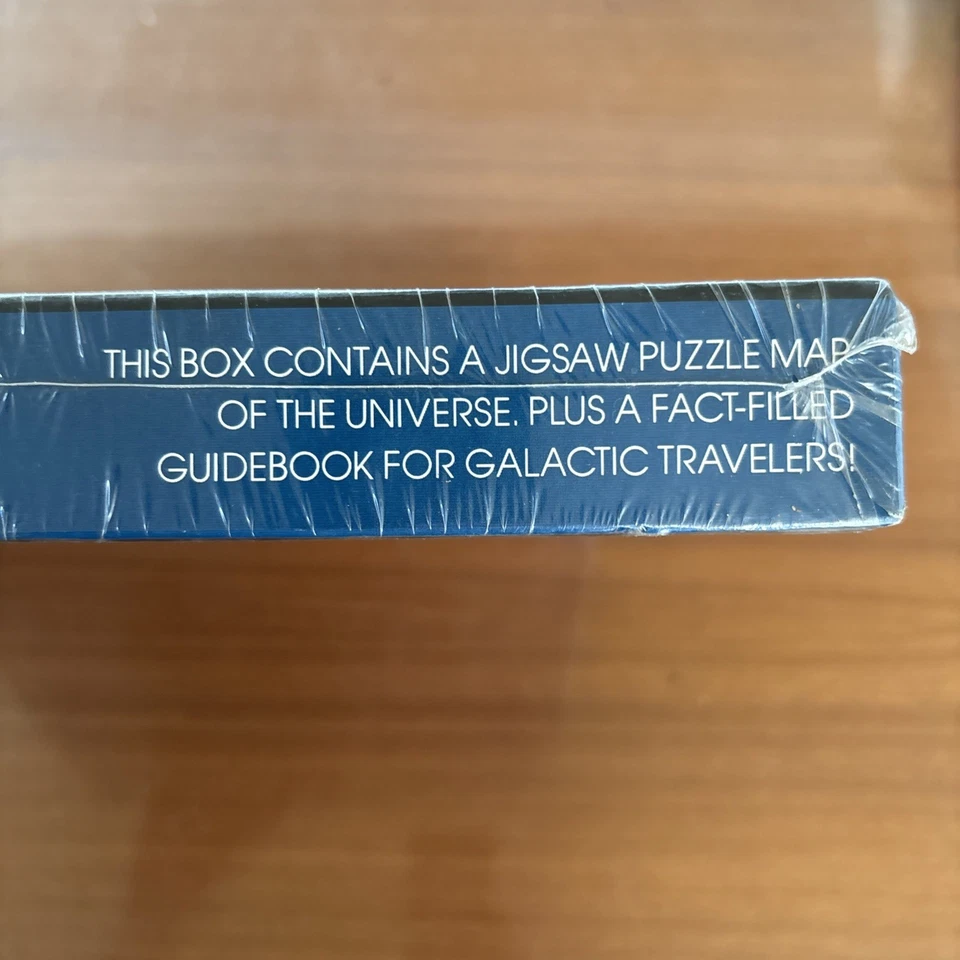 THIS BOX CONTAINS A JIGSAW PUZZLE MAP
OF THE UNIVERSE. PLUS A FACT-FILLED
GUIDEBOOK FOR GALACTIC TRAVELERS!